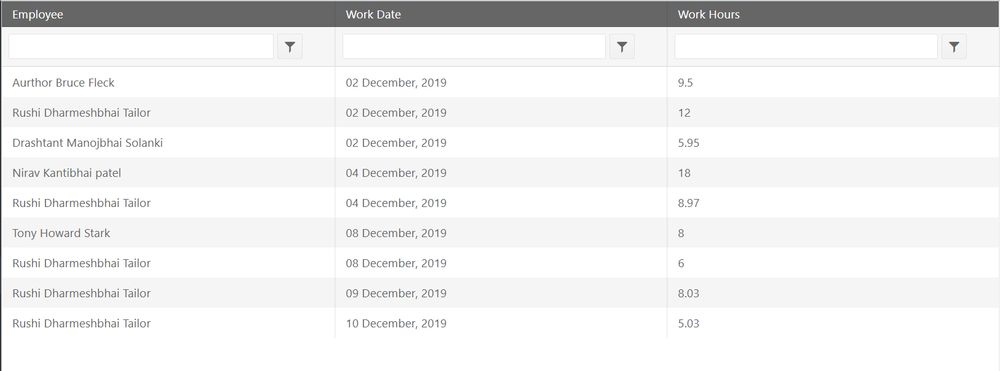 Employee Work Date Work Hours
Aurthor Bruce Fleck 02 December, 2019 9.5
Rushi Dharmeshbhai Tailor 02 December, 2019 12
Drashtant Manojbhai Solanki 02 December, 2019 5.95
Nirav Kantibhai patel 04 December, 2019 18
Rushi Dharmeshbhai Tailor 04 December, 2019 8.97
Tony Howard Stark 08 December, 2019 8
Rushi Dharmeshbhai Tailor 08 December, 2019 6
Rushi Dharmeshbhai Tailor 09 December, 2019 8.03
Rushi Dharmeshbhai Tailor 10 December, 2019 5.03